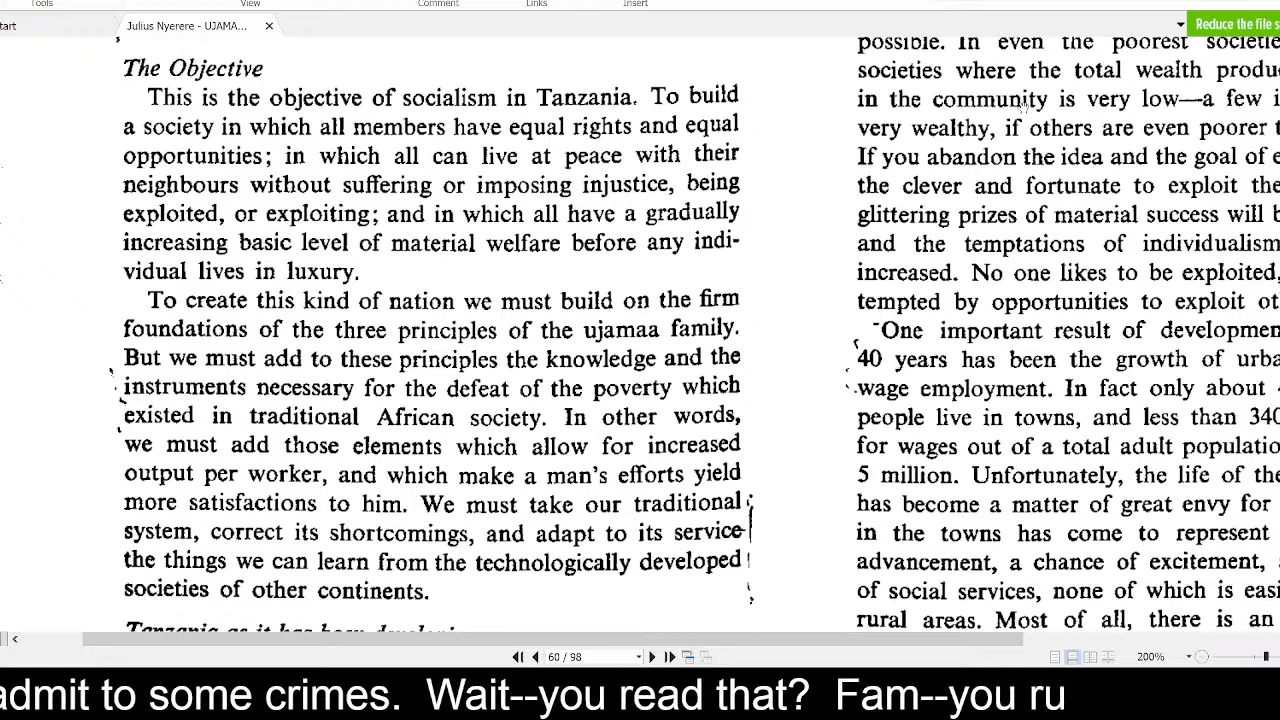 Tools View Comment Links Insert
tart Julius Nyerere - UJAMA... Reduce the file s
The Objective
This is the objective of socialism in Tanzania. To build
a society in which all members have equal rights and equal
opportunities; in which all can live at peace with their
neighbours without suffering or imposing injustice, being
exploited, or exploiting; and in which all have a gradually
increasing basic level of material welfare before any indi-
vidual lives in luxury.
To create this kind of nation we must build on the firm
foundations of the three principles of the ujamaa family.
But we must add to these principles the knowledge and the
instruments necessary for the defeat of the poverty which
existed in traditional African society. In other words,
we must add those elements which allow for increased
output per worker, and which make a man's efforts yield
more satisfactions to him. We must take our traditional
system, correct its shortcomings, and adapt to its service
the things we can learn from the technologically developed
societies of other continents.
Tanzania as it has been
possible. In even the poorest societie
societies where the total wealth produ
in the community is very low—a few i
very wealthy, if others are even poorer t
If you abandon the idea and the goal of e
the clever and fortunate to exploit the
glittering prizes of material success will b
and the temptations of individualism
increased. No one likes to be exploited,
tempted by opportunities to exploit ot
One important result of developmen
40 years has been the growth of urba
wage employment. In fact only about
people live in towns, and less than 340
for wages out of a total adult populatio
5 million. Unfortunately, the life of the
has become a matter of great envy for
in the towns has come to represent
advancement, a chance of excitement,
of social services, none of which is easi
rural areas. Most of all, there is an
60 / 98 200%
admit to some crimes. Wait--you read that? Fam--you ru